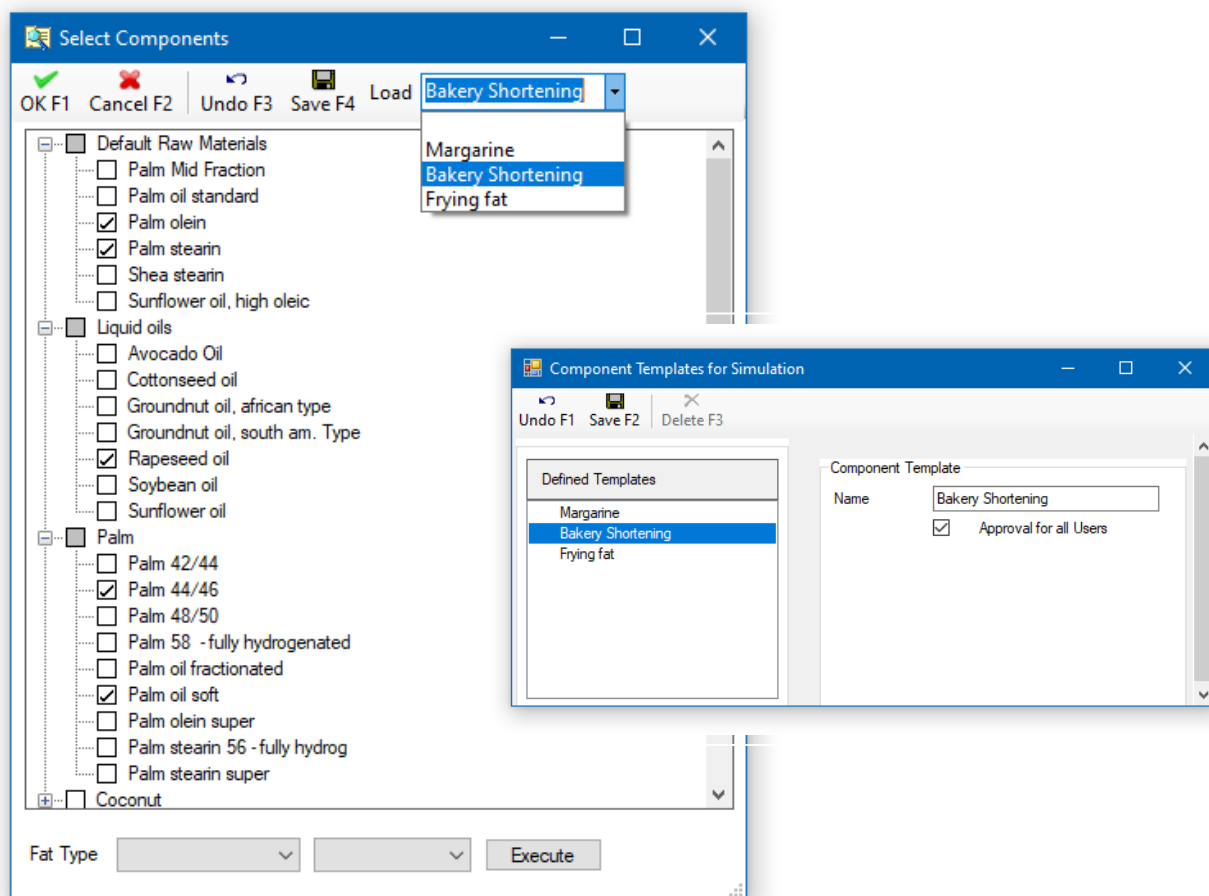 Select Components
OK F1 Cancel F2 Undo F3 Save F4 Load Bakery Shortening
Margarine
Bakery Shortening
Frying fat
Default Raw Materials
Palm Mid Fraction
Palm oil standard
Palm olein
Palm stearin
Shea stearin
Sunflower oil, high oleic
Liquid oils
Avocado Oil
Cottonseed oil
Groundnut oil, african type
Groundnut oil, south am. Type
Rapeseed oil
Soybean oil
Sunflower oil
Palm
Palm 42/44
Palm 44/46
Palm 48/50
Palm 58 - fully hydrogenated
Palm oil fractionated
Palm oil soft
Palm olein super
Palm stearin 56 - fully hydrog
Palm stearin super
Coconut
Fat Type Execute
Component Templates for Simulation
Undo F1 Save F2 Delete F3
Defined Templates
Margarine
Bakery Shortening
Frying fat
Component Template
Name Bakery Shortening
Approval for all Users